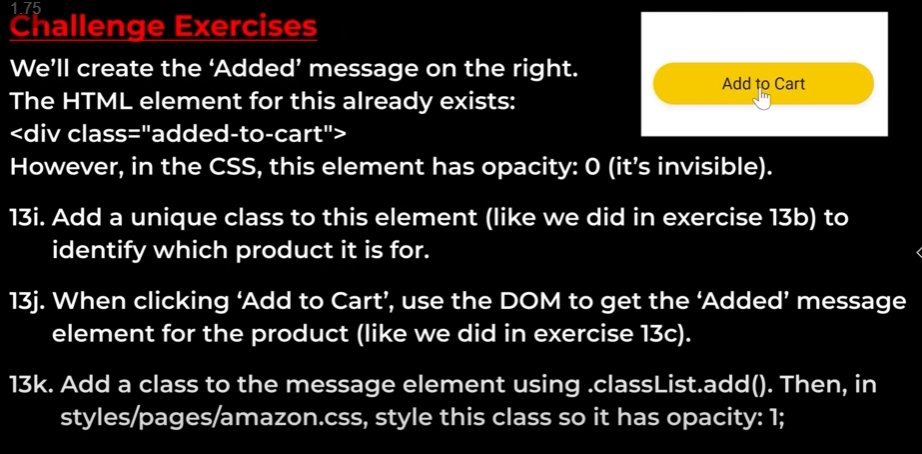 1.75
Challenge Exercises
We’ll create the ‘Added’ message on the right.
Add to Cart
The HTML element for this already exists:
<div class="added-to-cart">
However, in the CSS, this element has opacity: 0 (it’s invisible).
13i. Add a unique class to this element (like we did in exercise 13b) to
identify which product it is for.
13j. When clicking ‘Add to Cart’, use the DOM to get the ‘Added’ message
element for the product (like we did in exercise 13c).
13k. Add a class to the message element using .classList.add(). Then, in
styles/pages/amazon.css, style this class so it has opacity: 1;